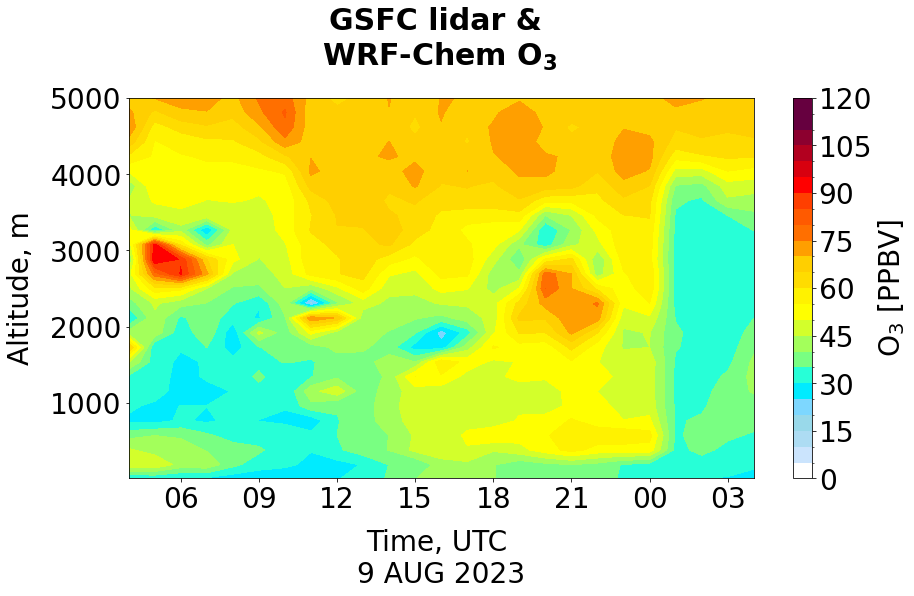 GSFC lidar &
WRF-Chem O₃
5000
4000
3000
2000
1000
Altitude, m
06 09 12 15 18 21 00 03
Time, UTC
9 AUG 2023
120
105
90
75
60
45
30
15
0
O₃ [PPBV]